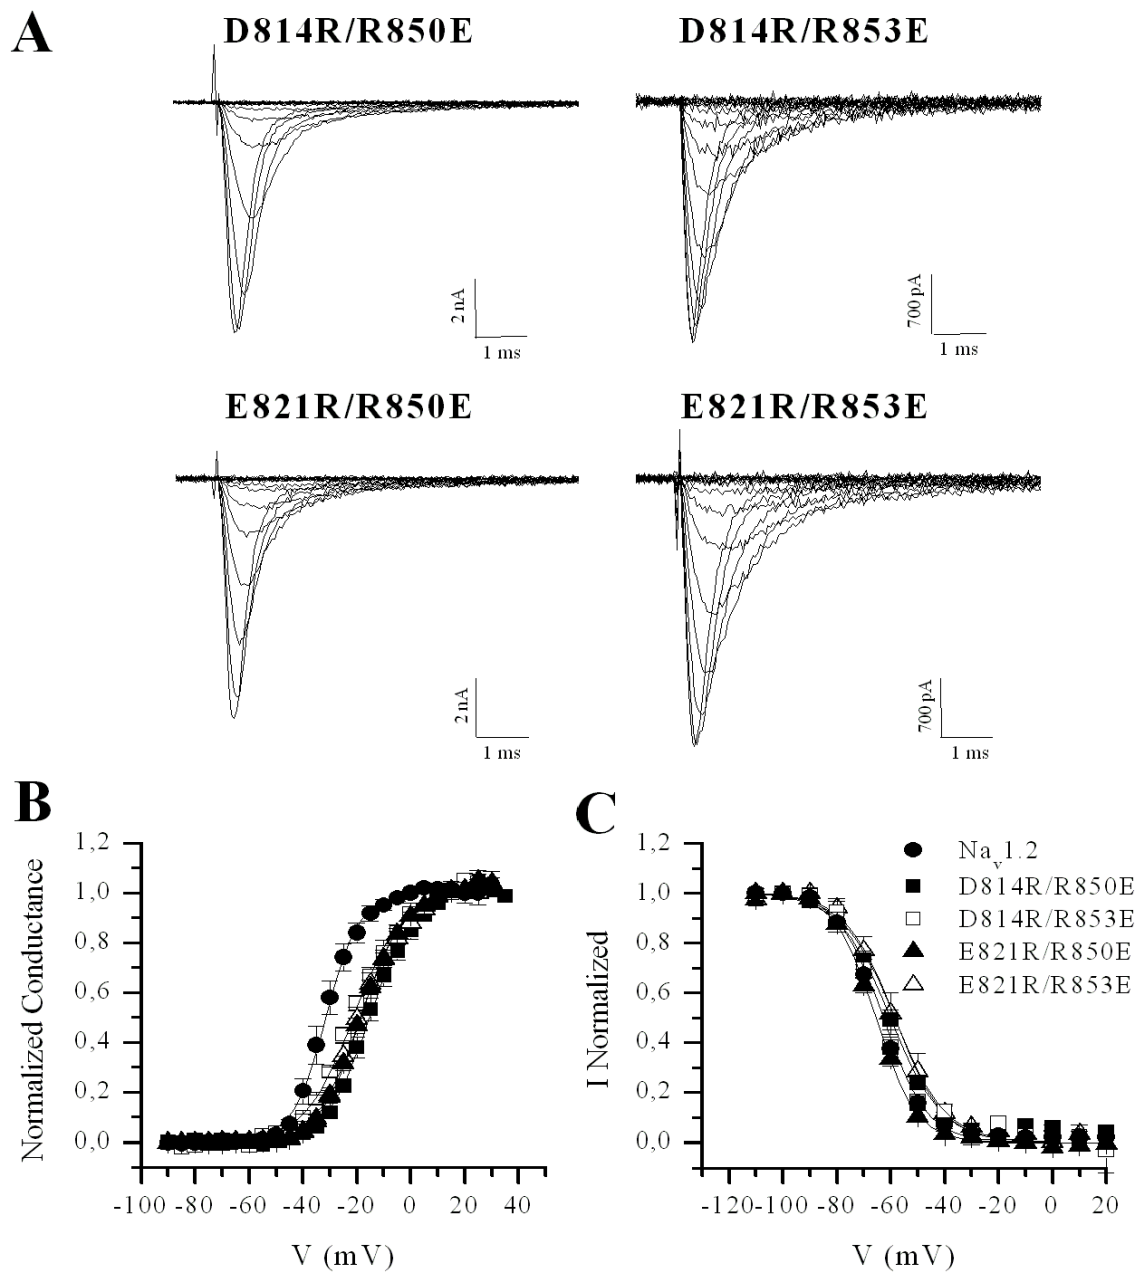 A
D814R/R850E
D814R/R853E
2 nA
1 ms
700 pA
1 ms
E821R/R850E
E821R/R853E
2 nA
1 ms
700 pA
1 ms
B
Normalized Conductance
1,2
1,0
0,8
0,6
0,4
0,2
0,0
-100 -80 -60 -40 -20 0 20 40
V (mV)
C
I Normalized
1,2
1,0
0,8
0,6
0,4
0,2
0,0
-120 -100 -80 -60 -40 -20 0 20
V (mV)
Nav1.2
D814R/R850E
D814R/R853E
E821R/R850E
E821R/R853E